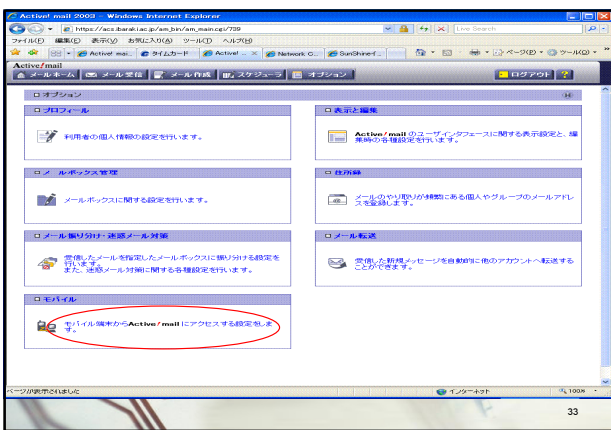 Active! mail 2003 - Windows Internet Explorer
https://acs.ibaraki.ac.jp/am_bin/am_main.cgi/739
Live Search
ファイル(F) 編集(E) 表示(V) お気に入り(A) ツール(T) ヘルプ(H)
Active! mai... タイムカード Active! ... Network G... SunShine-f... ページ(P) ツール(O)
Active!mail
メールホーム メール受信 メール作成 スケジューラ オプション ログアウト ?
オプション
プロフィール
利用者の個人情報の設定を行います。
表示と編集
Active!mail のユーザインタフェースに関する表示設定と、編
集時の各種設定を行います。
メールボックス管理
メールボックスに関する設定を行います。
住所録
メールのやり取りが頻繁にある個人やグループのメールアドレ
スを登録します。
メール振り分け・迷惑メール対策
受信したメールを指定したメールボックスに振り分ける設定を
行います。
また、迷惑メール対策に関する各種設定を行います。
メール転送
受信した新規メッセージを自動的に他のアカウントへ転送する
ことができます。
モバイル
モバイル端末からActive!mail にアクセスする設定をしま
す。
ページが表示されました インターネット 100%
33